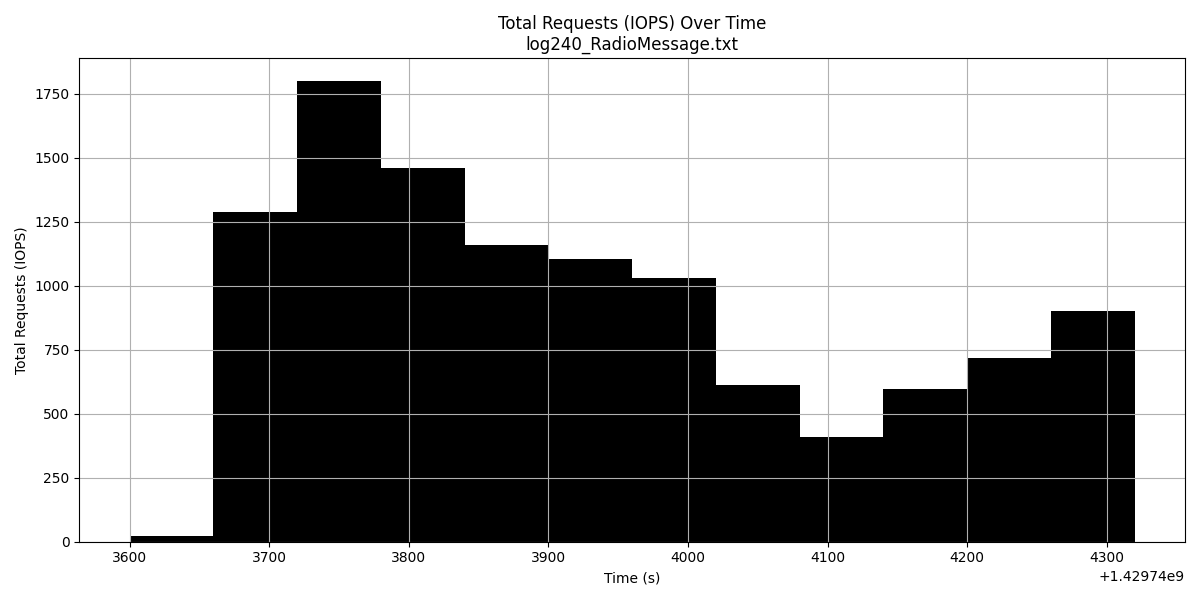 Total Requests (IOPS) Over Time
log240_RadioMessage.txt
Total Requests (IOPS)
1750
1500
1250
1000
750
500
250
0
3600 3700 3800 3900 4000 4100 4200 4300
Time (s)
+1.42974e9